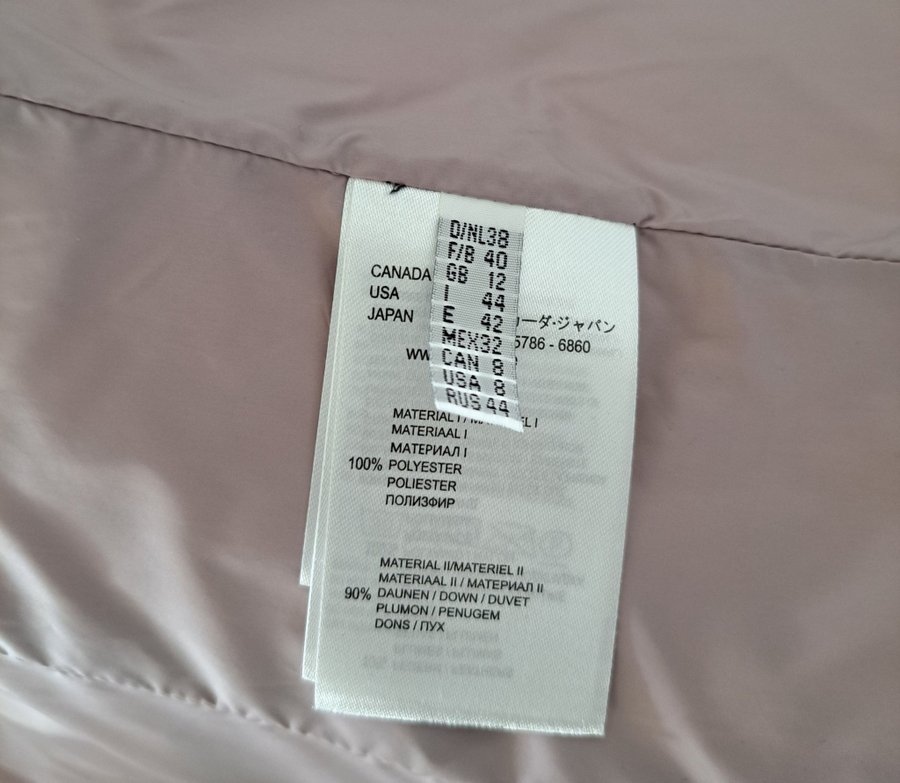 D/NL38
F/B 40
GB 12
I 44
E 42
MEX32
CAN 8
USA 8
RUS 44
CANADA
USA
JAPAN ーダ·ジャパン
5786 - 6860
WW
MATERIAL I / I
MATERIAAL I
МАТЕРИАЛ I
100% POLYESTER
POLIESTER
ПОЛИЭФИР
MATERIAL II/MATERIEL II
MATERIAAL II / МАТЕРИАЛ II
90% DAUNEN / DOWN / DUVET
PLUMON / PENUGEM
DONS / ПУХ